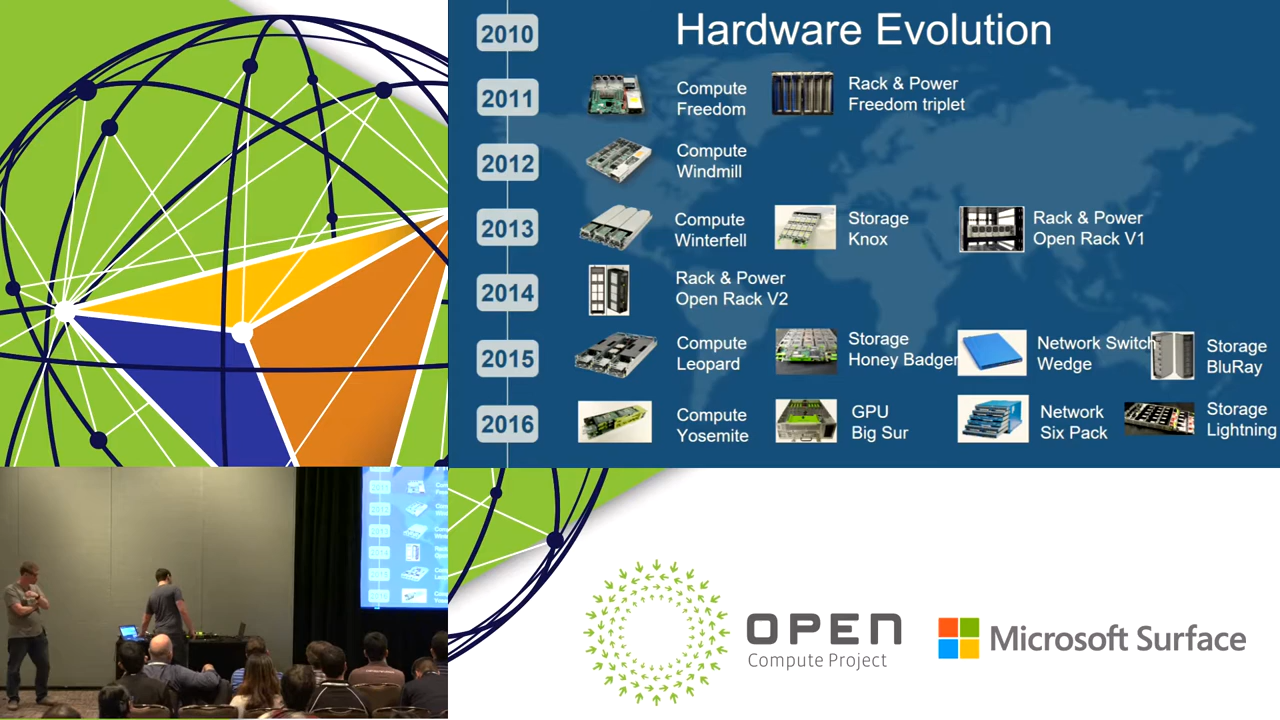 2010
Hardware Evolution
2011
Compute
Freedom
Rack & Power
Freedom triplet
2012
Compute
Windmill
2013
Compute
Winterfell
Storage
Knox
Rack & Power
Open Rack V1
2014
Rack & Power
Open Rack V2
2015
Compute
Leopard
Storage
Honey Badger
Network Switch
Wedge
Storage
BluRay
2016
Compute
Yosemite
GPU
Big Sur
Network
Six Pack
Storage
Lightning
OPEN
Compute Project
Microsoft Surface